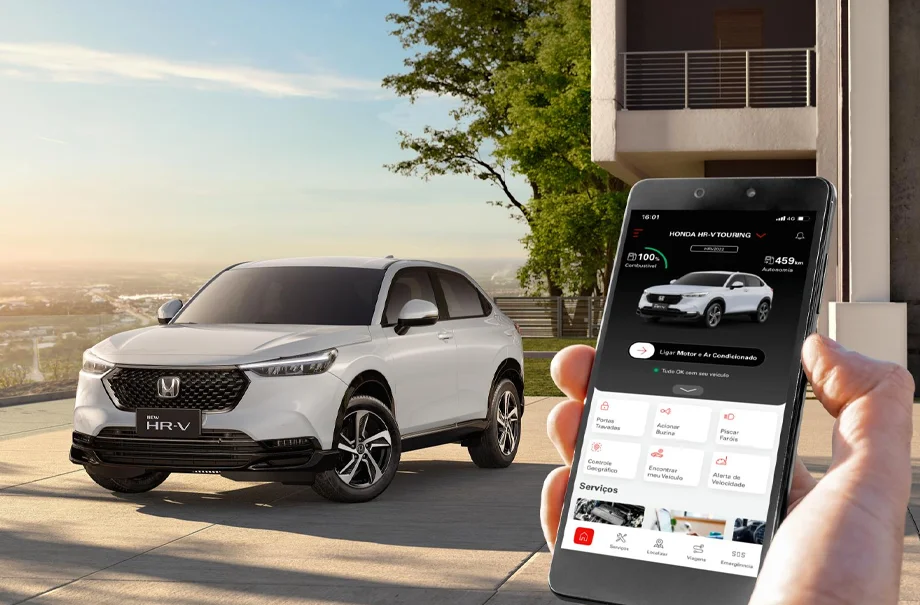 NEW
HR-V
16:01
4G
HONDA HR-V TOURING
100%
Combustível
459km
Autonomia
Ligar Motor e Ar Condicionado
Tudo OK com seu veículo
Portas
Travadas
Acionar
Buzina
Piscar
Faróis
Controle
Geográfico
Encontrar
meu Veículo
Alerta de
Velocidade
Serviços
Serviços
Localizar
Viagens
SOS
Emergência